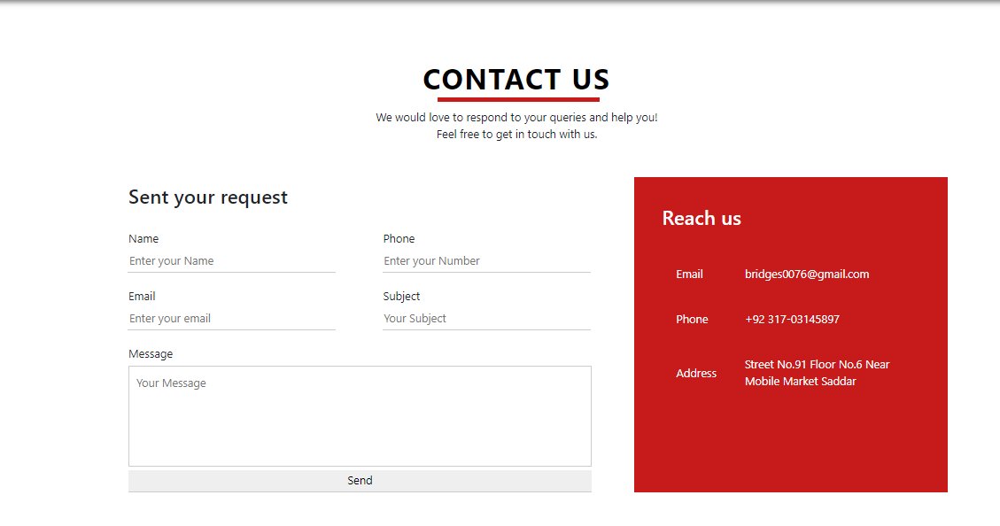 CONTACT US
We would love to respond to your queries and help you!
Feel free to get in touch with us.
Sent your request
Name
Enter your Name
Phone
Enter your Number
Email
Enter your email
Subject
Your Subject
Message
Your Message
Send
Reach us
Email bridges0076@gmail.com
Phone +92 317-03145897
Address Street No.91 Floor No.6 Near
Mobile Market Saddar